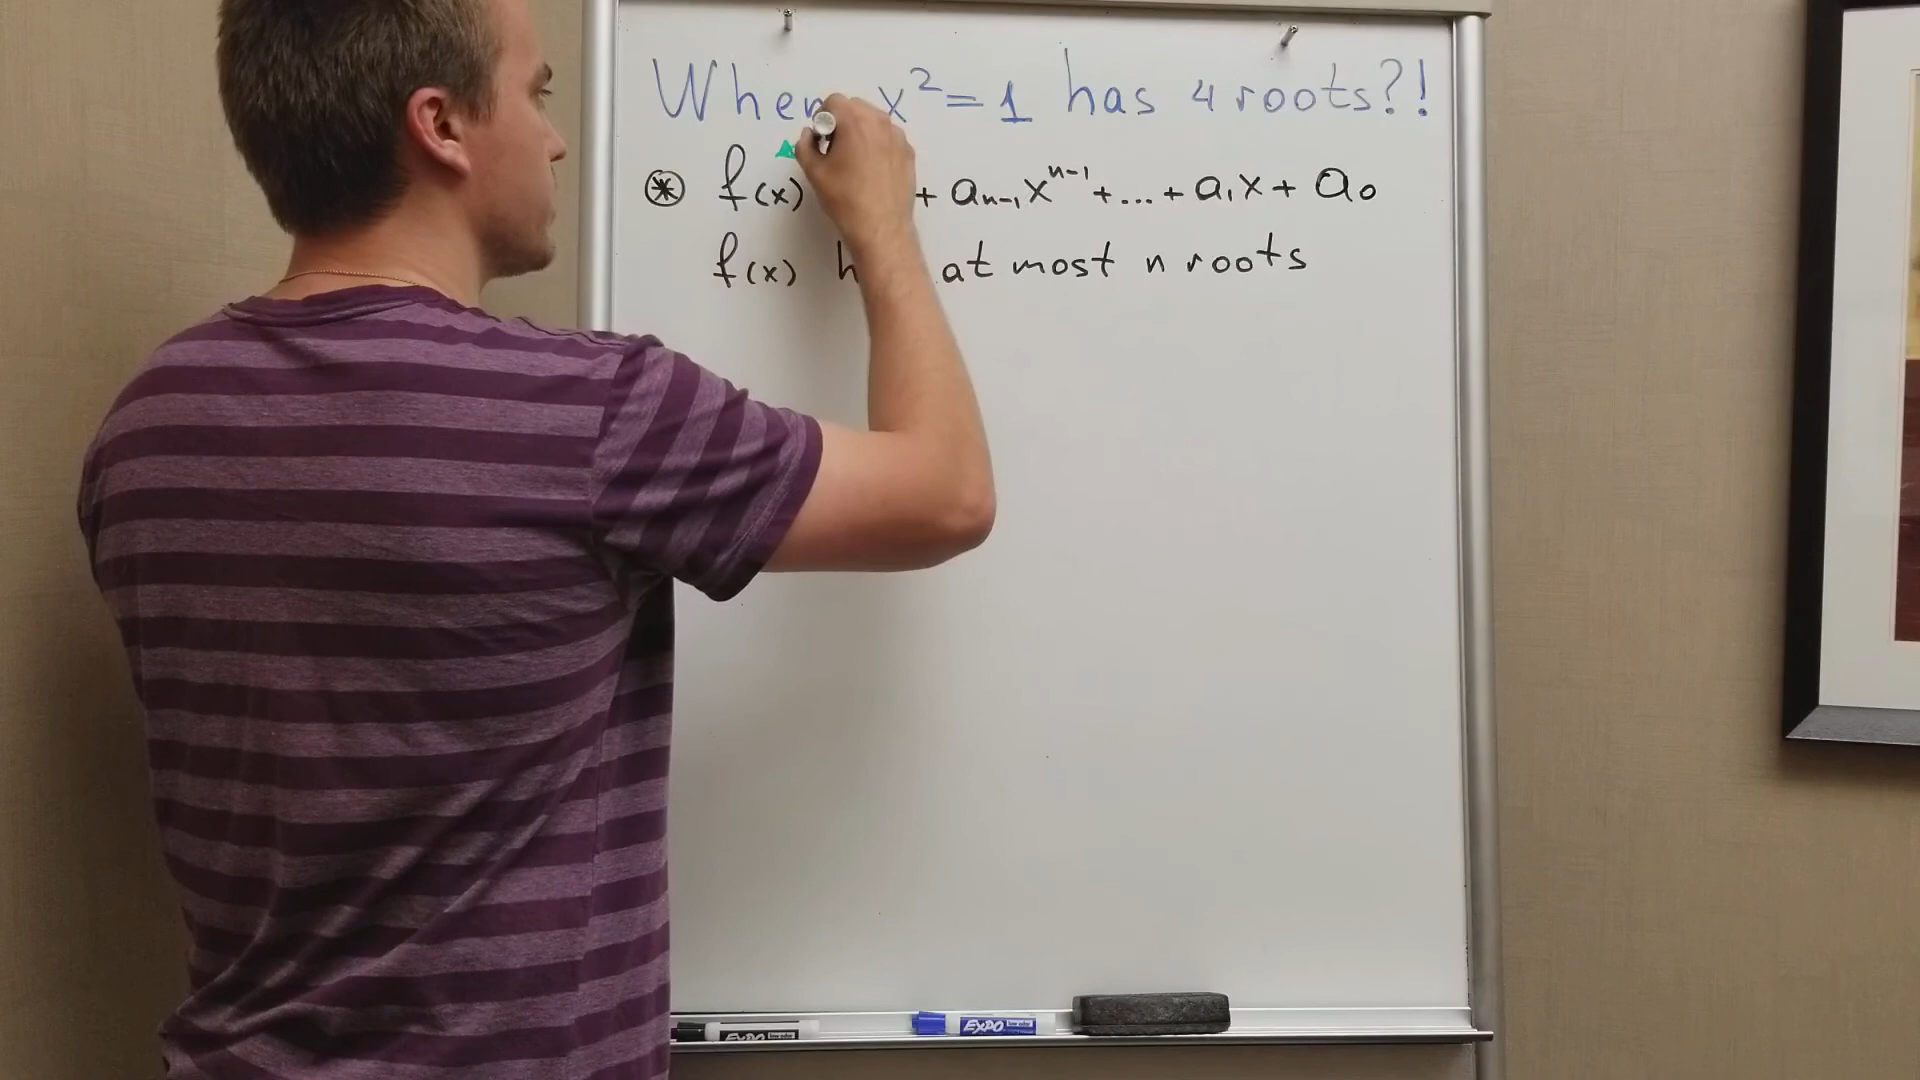 When x² = 1 has 4 roots?!
⊛ f(x) + aₙ₋₁xⁿ⁻¹ + ... + a₁x + a₀
f(x) at most n roots
EXPO
EXPO